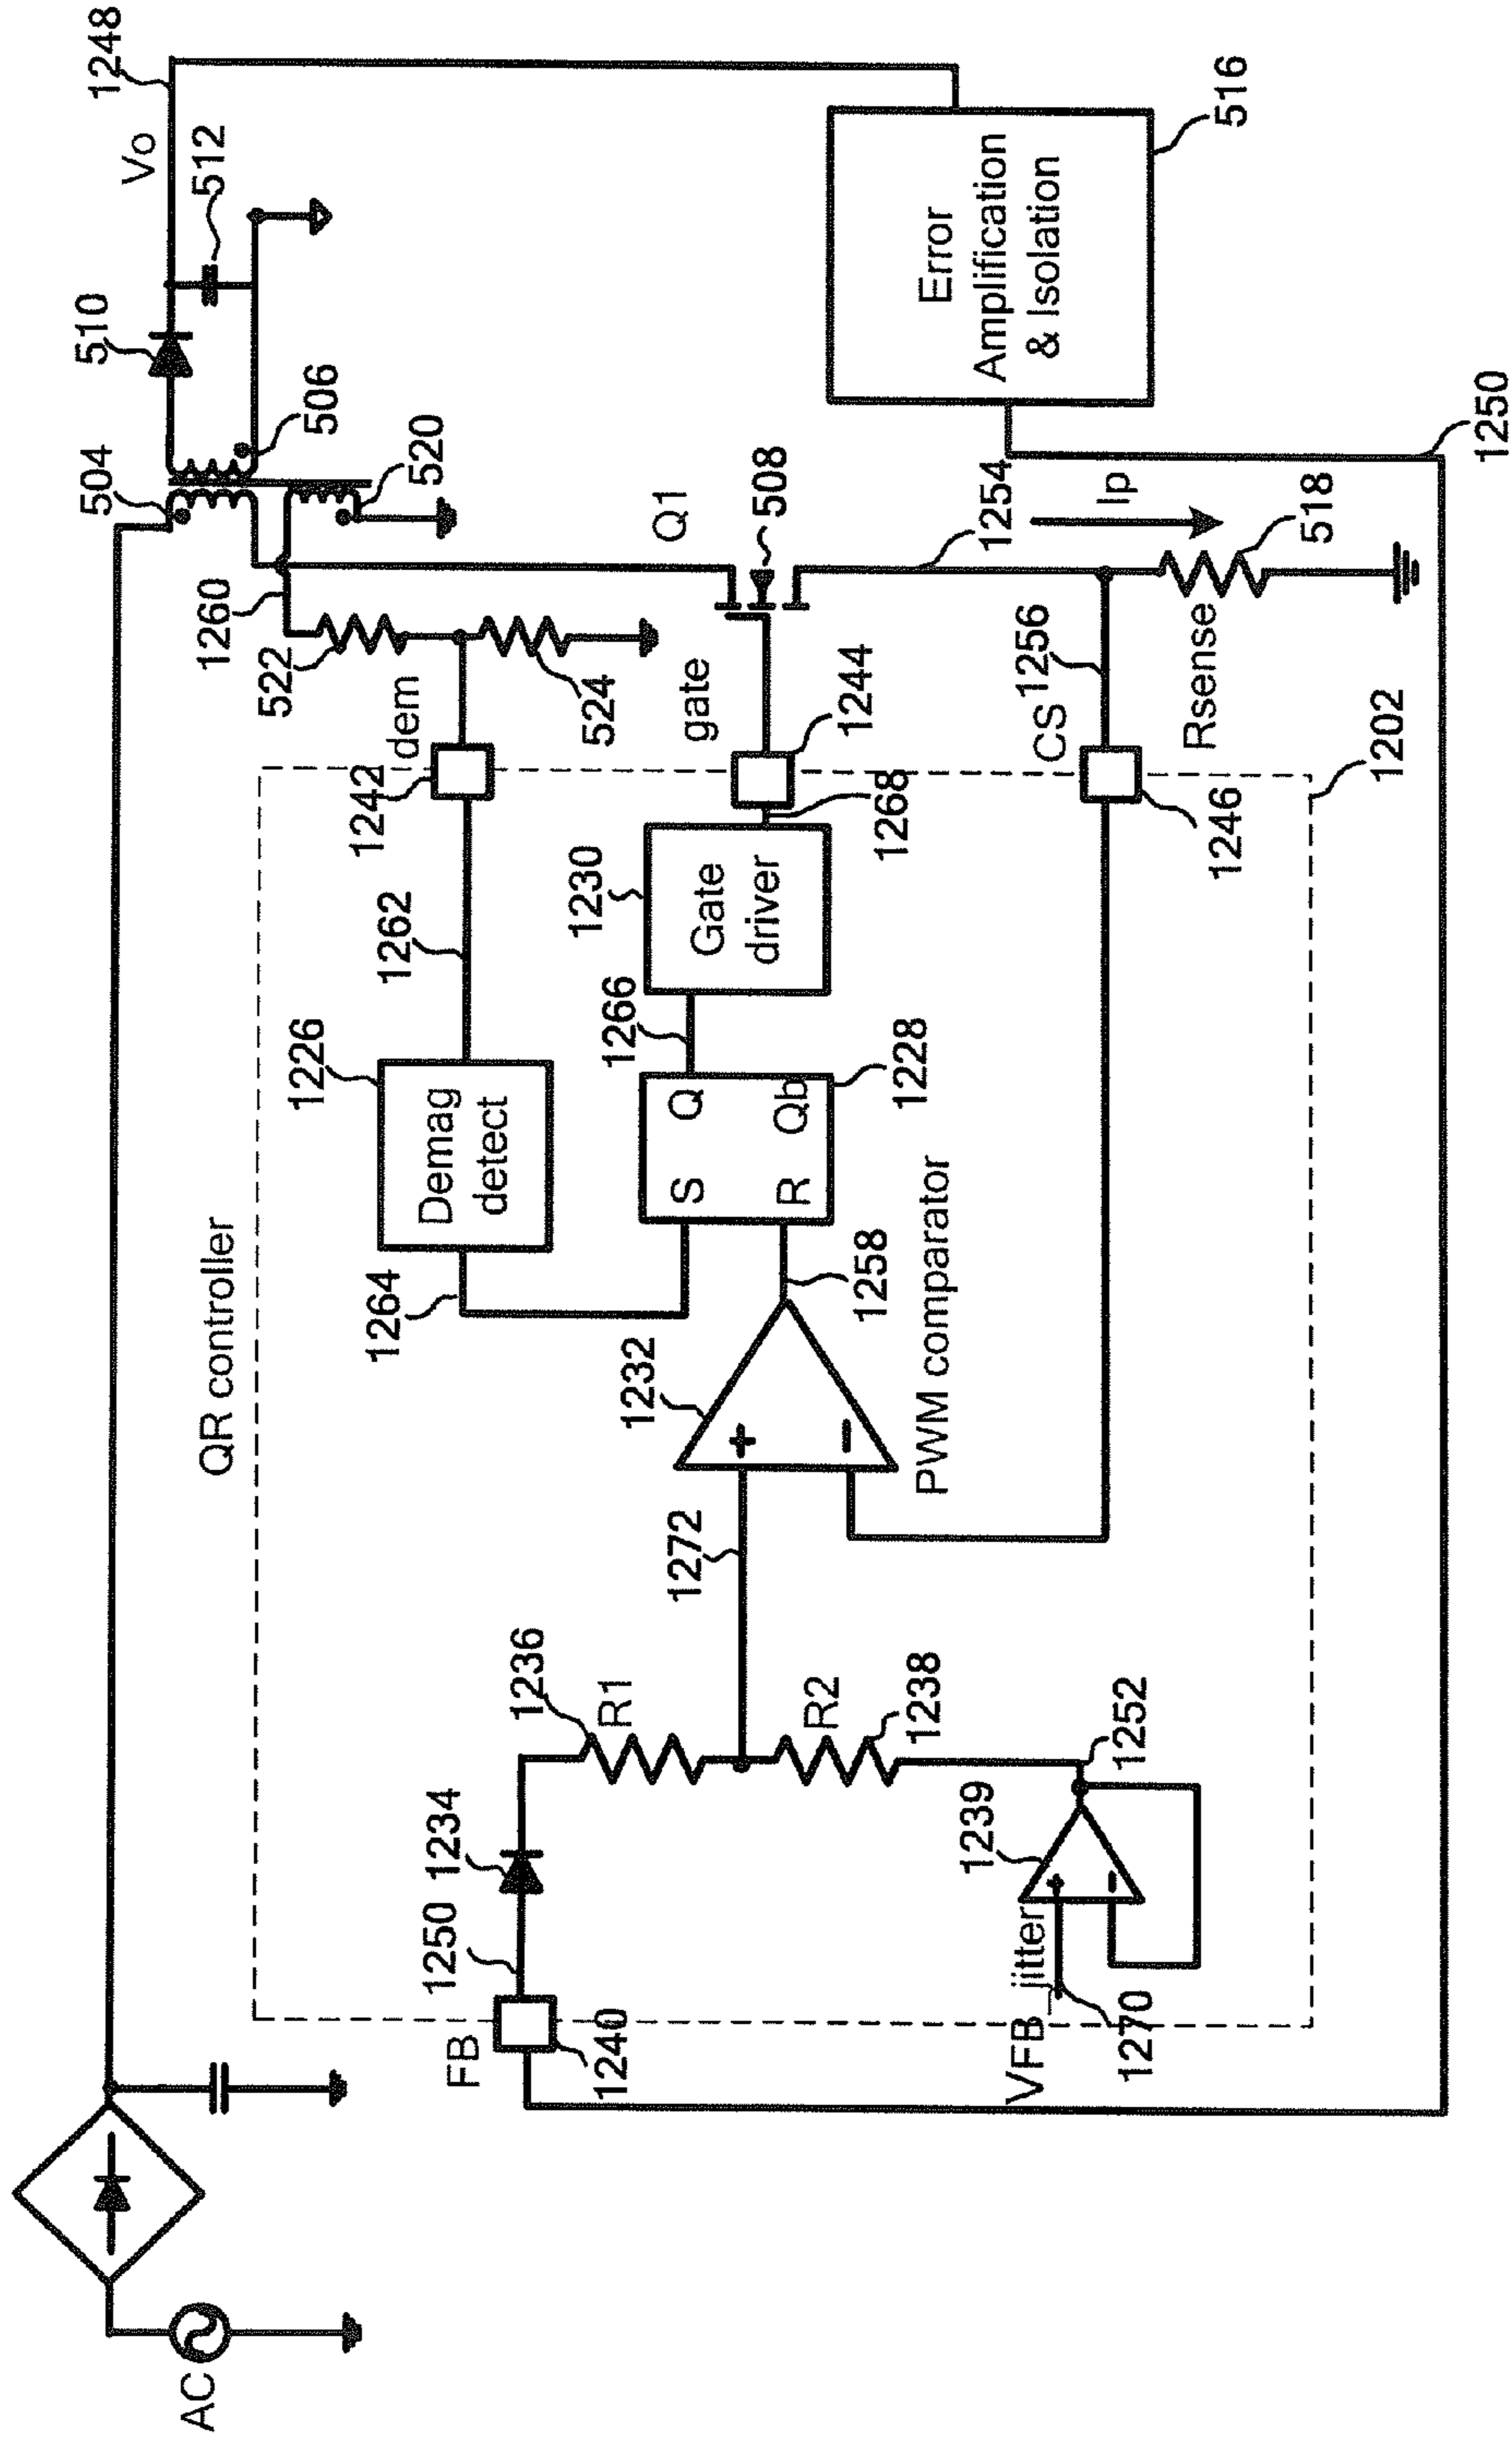 AC
QR controller
504
510
Vo
1248
512
506
520
1260
522
524
dem
1242
1262
1226
Demag
detect
1264
1230
Gate
driver
1266
1268
gate
1244
Q1
508
1228
S
Q
R
Qb
1258
1232
+
−
PWM comparator
1272
1236
R1
R2
1238
1234
1250
FB
1240
1239
+
−
1252
VFB_jitter
1270
CS
1256
1246
1254
Ip
Rsense
518
1202
Error
Amplification
& Isolation
516
1250